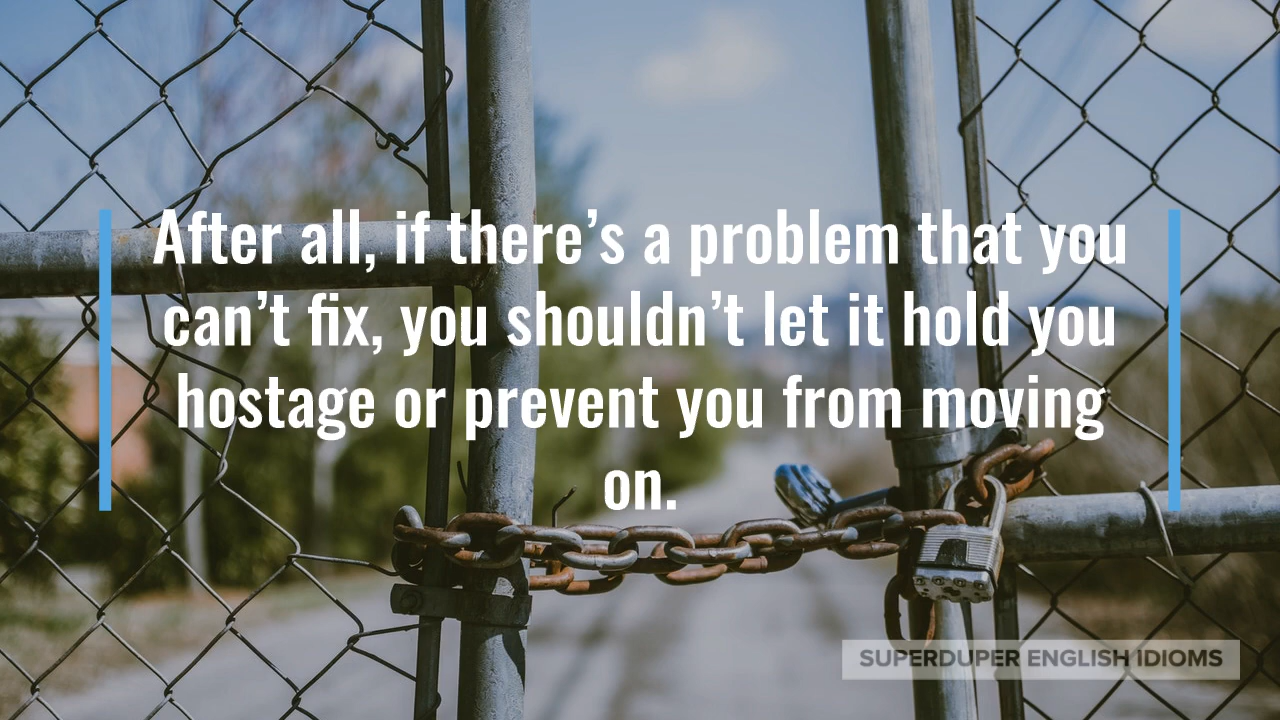 After all, if there’s a problem that you
can’t fix, you shouldn’t let it hold you
hostage or prevent you from moving
on.
SUPERDUPER ENGLISH IDIOMS